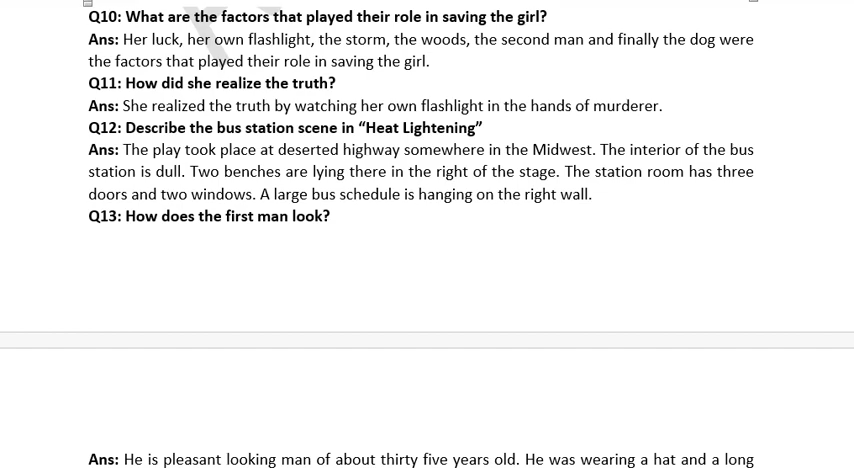 Q10: What are the factors that played their role in saving the girl?
Ans: Her luck, her own flashlight, the storm, the woods, the second man and finally the dog were
the factors that played their role in saving the girl.
Q11: How did she realize the truth?
Ans: She realized the truth by watching her own flashlight in the hands of murderer.
Q12: Describe the bus station scene in “Heat Lightening”
Ans: The play took place at deserted highway somewhere in the Midwest. The interior of the bus
station is dull. Two benches are lying there in the right of the stage. The station room has three
doors and two windows. A large bus schedule is hanging on the right wall.
Q13: How does the first man look?
Ans: He is pleasant looking man of about thirty five years old. He was wearing a hat and a long